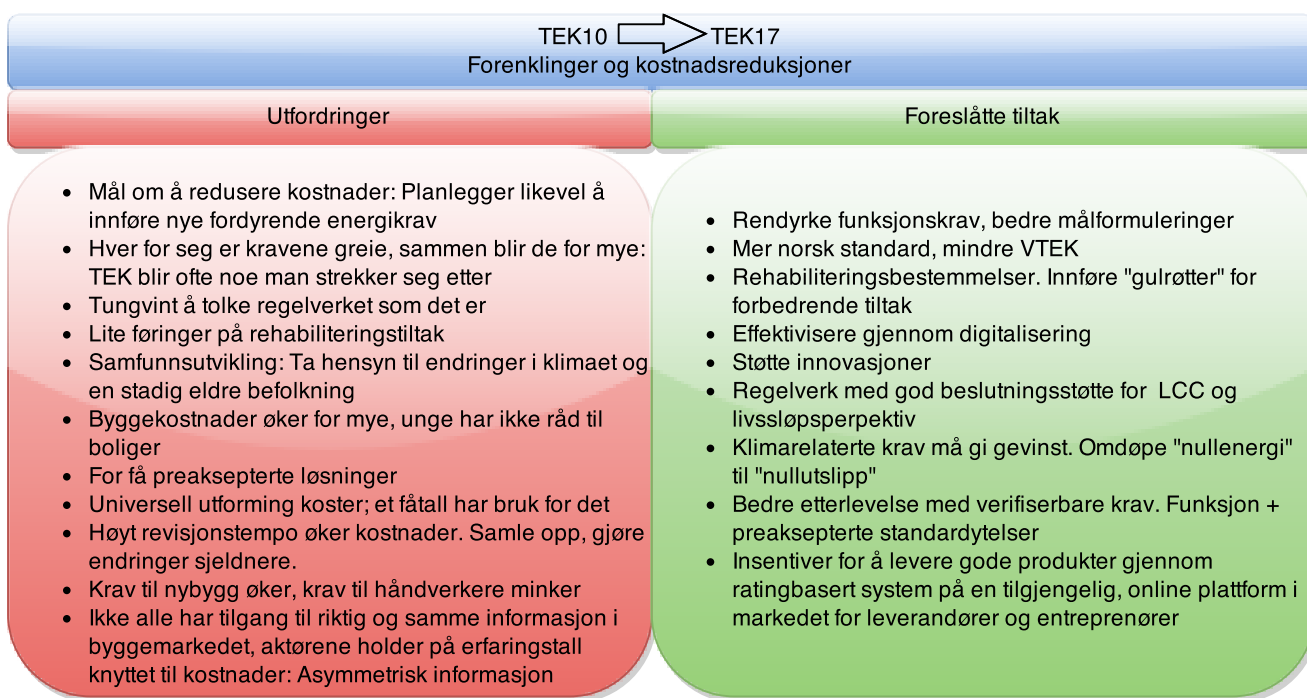 TEK10 TEK17
Forenklinger og kostnadsreduksjoner
Utfordringer
• Mål om å redusere kostnader: Planlegger likevel å
innføre nye fordyrende energikrav
• Hver for seg er kravene greie, sammen blir de for mye:
TEK blir ofte noe man strekker seg etter
• Tungvint å tolke regelverket som det er
• Lite føringer på rehabiliteringstiltak
• Samfunnsutvikling: Ta hensyn til endringer i klimaet og
en stadig eldre befolkning
• Byggekostnader øker for mye, unge har ikke råd til
boliger
• For få preaksepterte løsninger
• Universell utforming koster; et fåtall har bruk for det
• Høyt revisjonstempo øker kostnader. Samle opp, gjøre
endringer sjeldnere.
• Krav til nybygg øker, krav til håndverkere minker
• Ikke alle har tilgang til riktig og samme informasjon i
byggemarkedet, aktørene holder på erfaringstall
knyttet til kostnader: Asymmetrisk informasjon
Foreslåtte tiltak
• Rendyrke funksjonskrav, bedre målformuleringer
• Mer norsk standard, mindre VTEK
• Rehabiliteringsbestemmelser. Innføre "gulrøtter" for
forbedrende tiltak
• Effektivisere gjennom digitalisering
• Støtte innovasjoner
• Regelverk med god beslutningsstøtte for LCC og
livssløpsperspektiv
• Klimarelaterte krav må gi gevinst. Omdøpe "nullenergi"
til "nullutslipp"
• Bedre etterlevelse med verifiserbare krav. Funksjon +
preaksepterte standardytelser
• Insentiver for å levere gode produkter gjennom
ratingbasert system på en tilgjengelig, online plattform i
markedet for leverandører og entreprenører